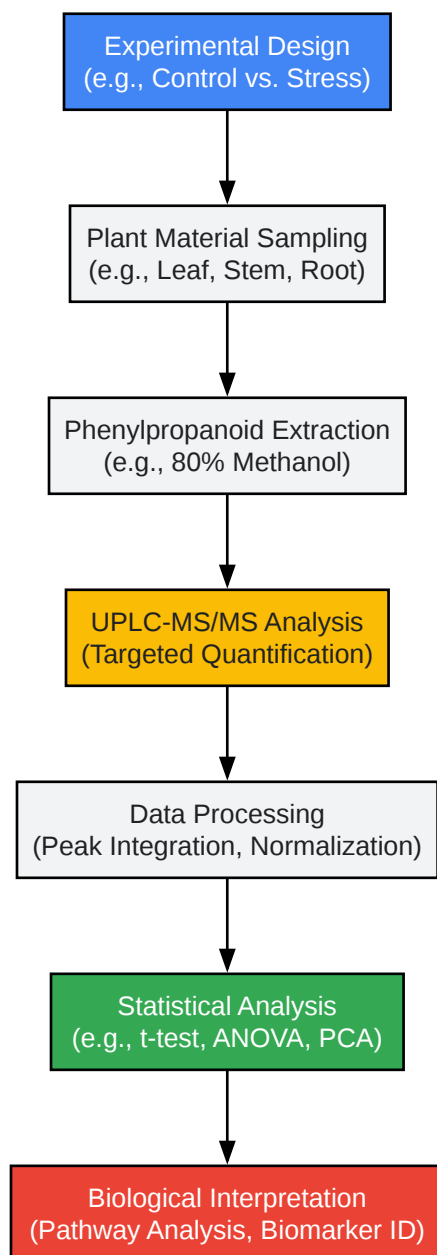 Experimental Design
(e.g., Control vs. Stress)
Plant Material Sampling
(e.g., Leaf, Stem, Root)
Phenylpropanoid Extraction
(e.g., 80% Methanol)
UPLC-MS/MS Analysis
(Targeted Quantification)
Data Processing
(Peak Integration, Normalization)
Statistical Analysis
(e.g., t-test, ANOVA, PCA)
Biological Interpretation
(Pathway Analysis, Biomarker ID)